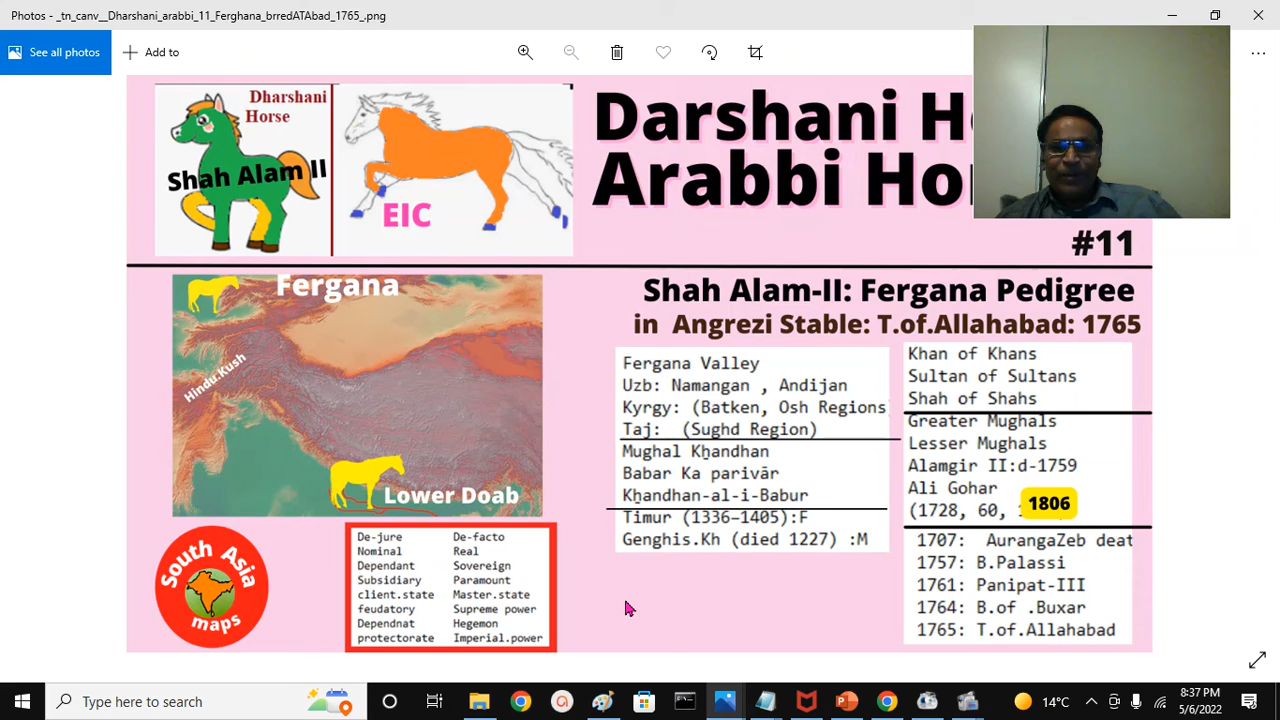 Photos - _tn_canv__Dharshani_arabbi_11_Ferghana_brredATAbad_1765_.png
See all photos
Add to
Dharshani
Horse
Shah Alam II
EIC
Darshani
Arabbi
#11
Fergana
Hindu.Kush
Lower Doab
Shah Alam-II: Fergana Pedigree
in Angrezi Stable: T.of.Allahabad: 1765
Fergana Valley
Uzb: Namangan , Andijan
Kyrgy: (Batken, Osh Regions)
Taj: (Sughd Region)
Mughal Kẖandhan
Babar Ka parivār
Kẖandhan-al-i-Babur
Timur (1336–1405):F
Genghis.Kh (died 1227) :M
Khan of Khans
Sultan of Sultans
Shah of Shahs
Greater Mughals
Lesser Mughals
Alamgir II:d-1759
Ali Gohar
(1728, 60,
1806
1707: AurangaZeb deat
1757: B.Palassi
1761: Panipat-III
1764: B.of .Buxar
1765: T.of.Allahabad
South Asia
maps
De-jure De-facto
Nominal Real
Dependant Sovereign
Subsidiary Paramount
client.state Master.state
feudatory Supreme power
Dependnat Hegemon
protectorate Imperial.power
Type here to search
14°C
8:37 PM
5/6/2022